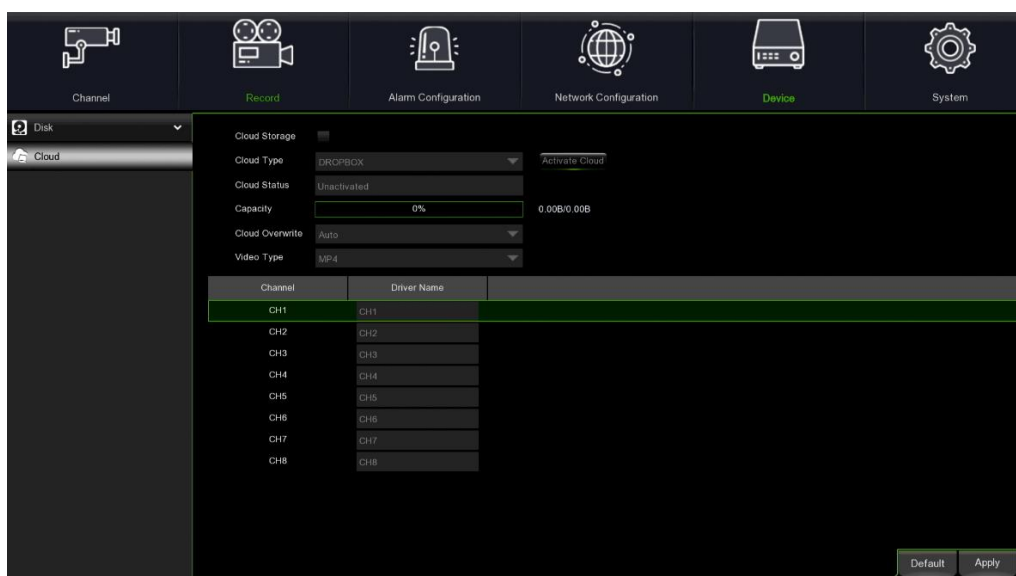 Channel Record Alarm Configuration Network Configuration Device System
Disk
Cloud
Cloud Storage
Cloud Type DROPBOX Activate Cloud
Cloud Status Unactivated
Capacity 0% 0.00B/0.00B
Cloud Overwrite Auto
Video Type MP4
Channel Driver Name
CH1 CH1
CH2 CH2
CH3 CH3
CH4 CH4
CH5 CH5
CH6 CH6
CH7 CH7
CH8 CH8
Default Apply